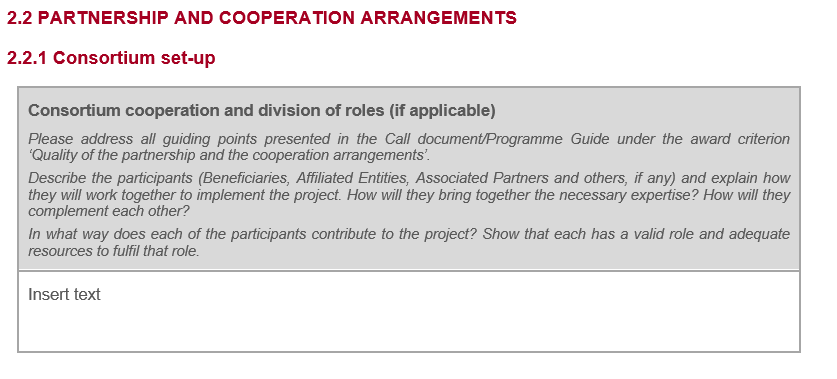 2.2 PARTNERSHIP AND COOPERATION ARRANGEMENTS
2.2.1 Consortium set-up
Consortium cooperation and division of roles (if applicable)
Please address all guiding points presented in the Call document/Programme Guide under the award criterion
‘Quality of the partnership and the cooperation arrangements’.
Describe the participants (Beneficiaries, Affiliated Entities, Associated Partners and others, if any) and explain how
they will work together to implement the project. How will they bring together the necessary expertise? How will they
complement each other?
In what way does each of the participants contribute to the project? Show that each has a valid role and adequate
resources to fulfil that role.
Insert text